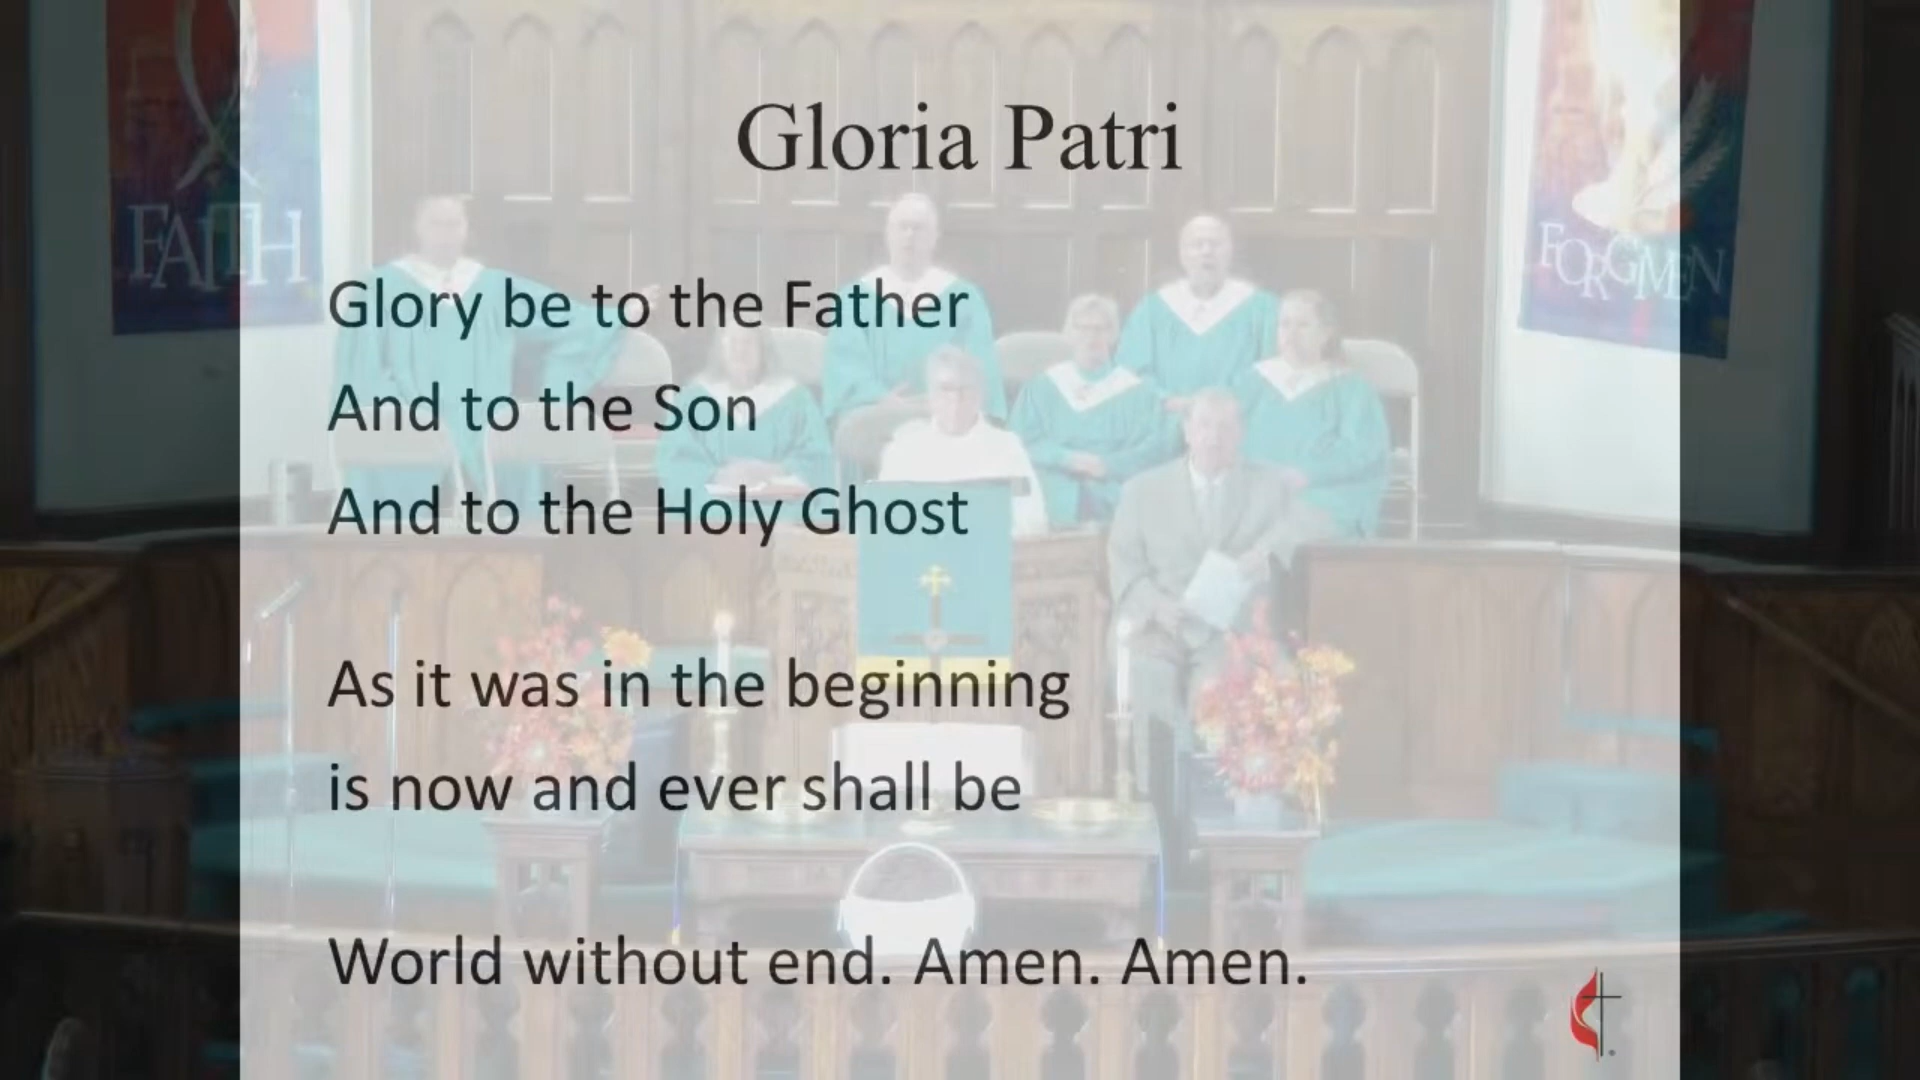 Gloria Patri
FAITH
FORGIVEN
Glory be to the Father
And to the Son
And to the Holy Ghost
As it was in the beginning
is now and ever shall be
World without end. Amen. Amen.